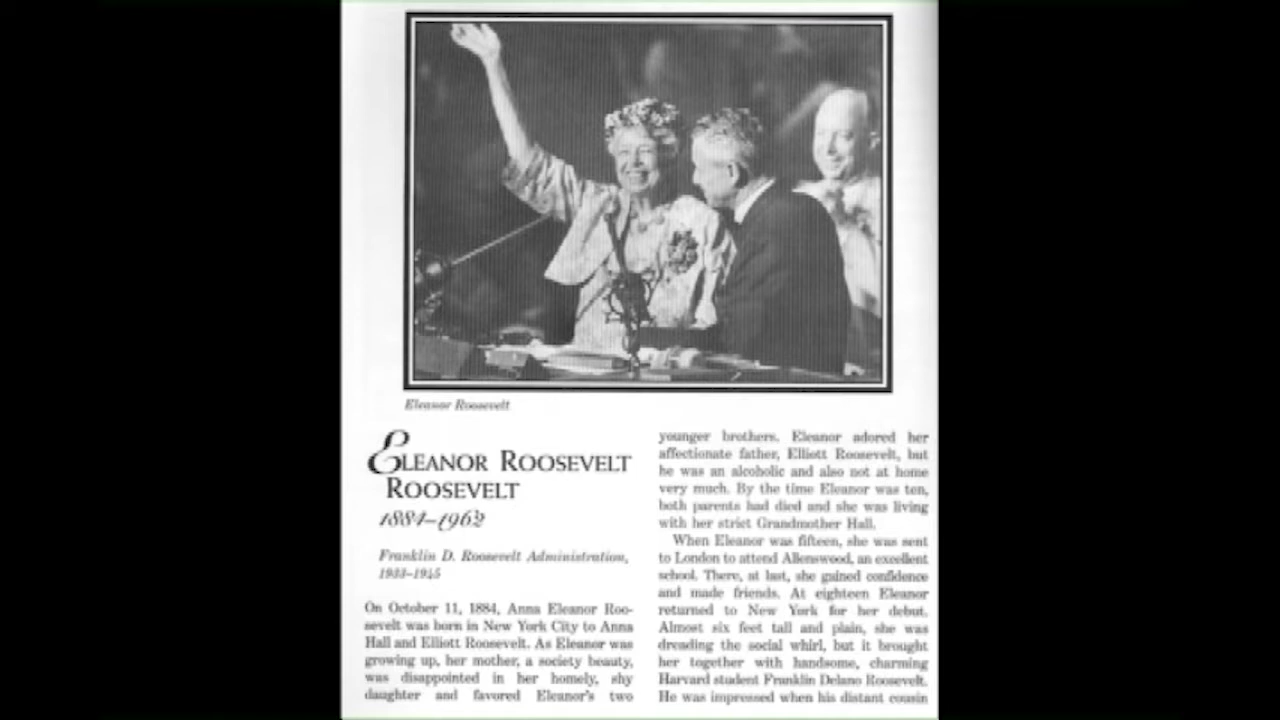 Eleanor Roosevelt
ELEANOR ROOSEVELT
ROOSEVELT
1884–1962
Franklin D. Roosevelt Administration,
1933–1945
On October 11, 1884, Anna Eleanor Roo-
sevelt was born in New York City to Anna
Hall and Elliott Roosevelt. As Eleanor was
growing up, her mother, a society beauty,
was disappointed in her homely, shy
daughter and favored Eleanor's two
younger brothers. Eleanor adored her
affectionate father, Elliott Roosevelt, but
he was an alcoholic and also not at home
very much. By the time Eleanor was ten,
both parents had died and she was living
with her strict Grandmother Hall.
When Eleanor was fifteen, she was sent
to London to attend Allenswood, an excellent
school. There, at last, she gained confidence
and made friends. At eighteen Eleanor
returned to New York for her debut.
Almost six feet tall and plain, she was
dreading the social whirl, but it brought
her together with handsome, charming
Harvard student Franklin Delano Roosevelt.
He was impressed when his distant cousin